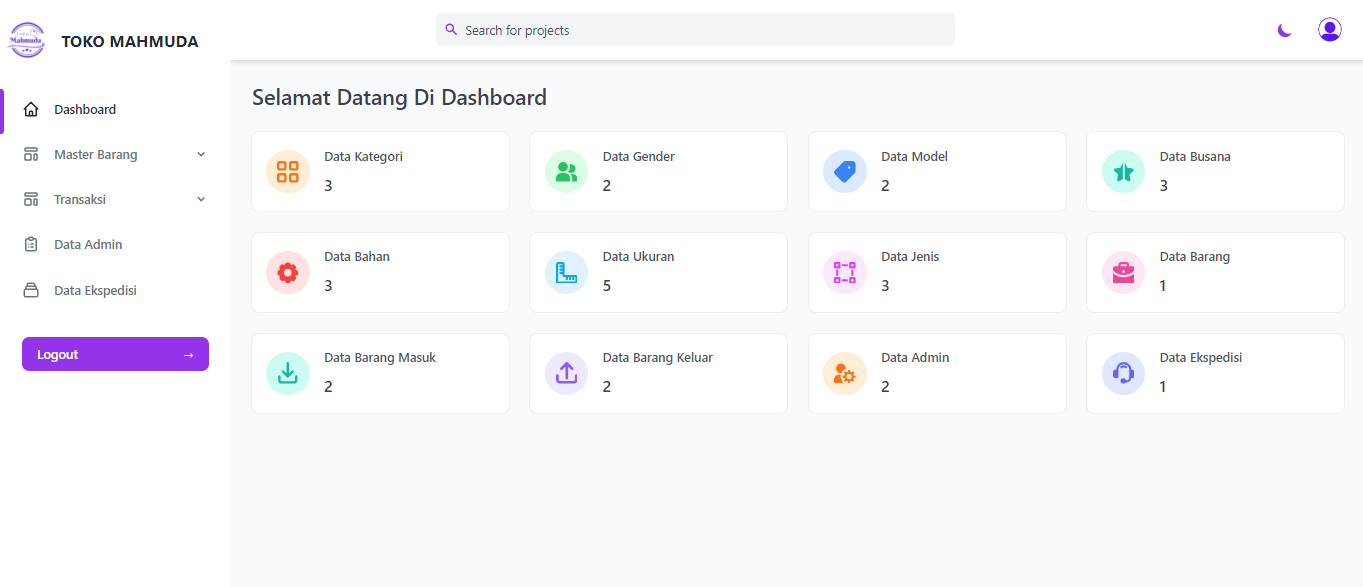 Mahmuda
TOKO MAHMUDA
Search for projects
Dashboard
Master Barang
Transaksi
Data Admin
Data Ekspedisi
Logout →
Selamat Datang Di Dashboard
Data Kategori
3
Data Gender
2
Data Model
2
Data Busana
3
Data Bahan
3
Data Ukuran
5
Data Jenis
3
Data Barang
1
Data Barang Masuk
2
Data Barang Keluar
2
Data Admin
2
Data Ekspedisi
1